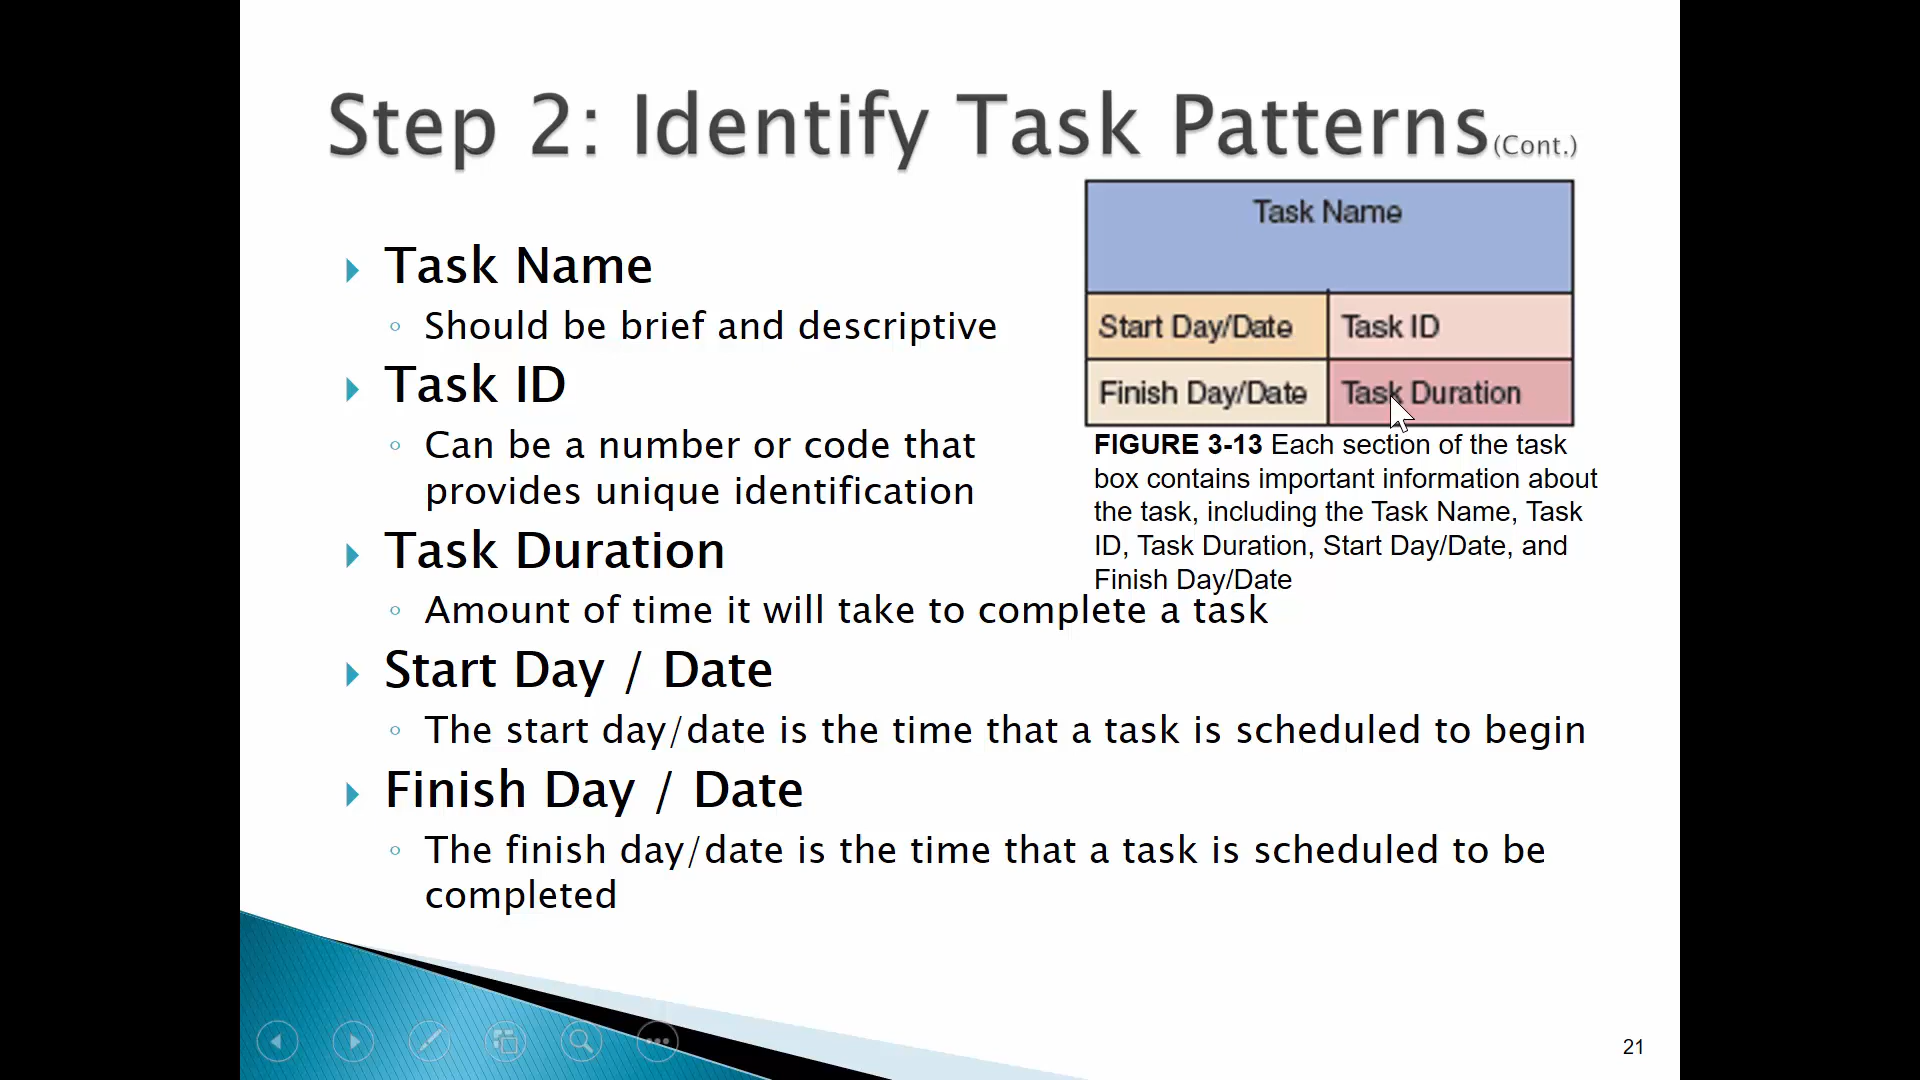 Step 2: Identify Task Patterns(Cont.)
Task Name
Should be brief and descriptive
Task ID
Can be a number or code that
provides unique identification
Task Duration
Amount of time it will take to complete a task
Start Day / Date
The start day/date is the time that a task is scheduled to begin
Finish Day / Date
The finish day/date is the time that a task is scheduled to be
completed
Task Name
Start Day/Date
Task ID
Finish Day/Date
Task Duration
FIGURE 3-13 Each section of the task
box contains important information about
the task, including the Task Name, Task
ID, Task Duration, Start Day/Date, and
Finish Day/Date
21